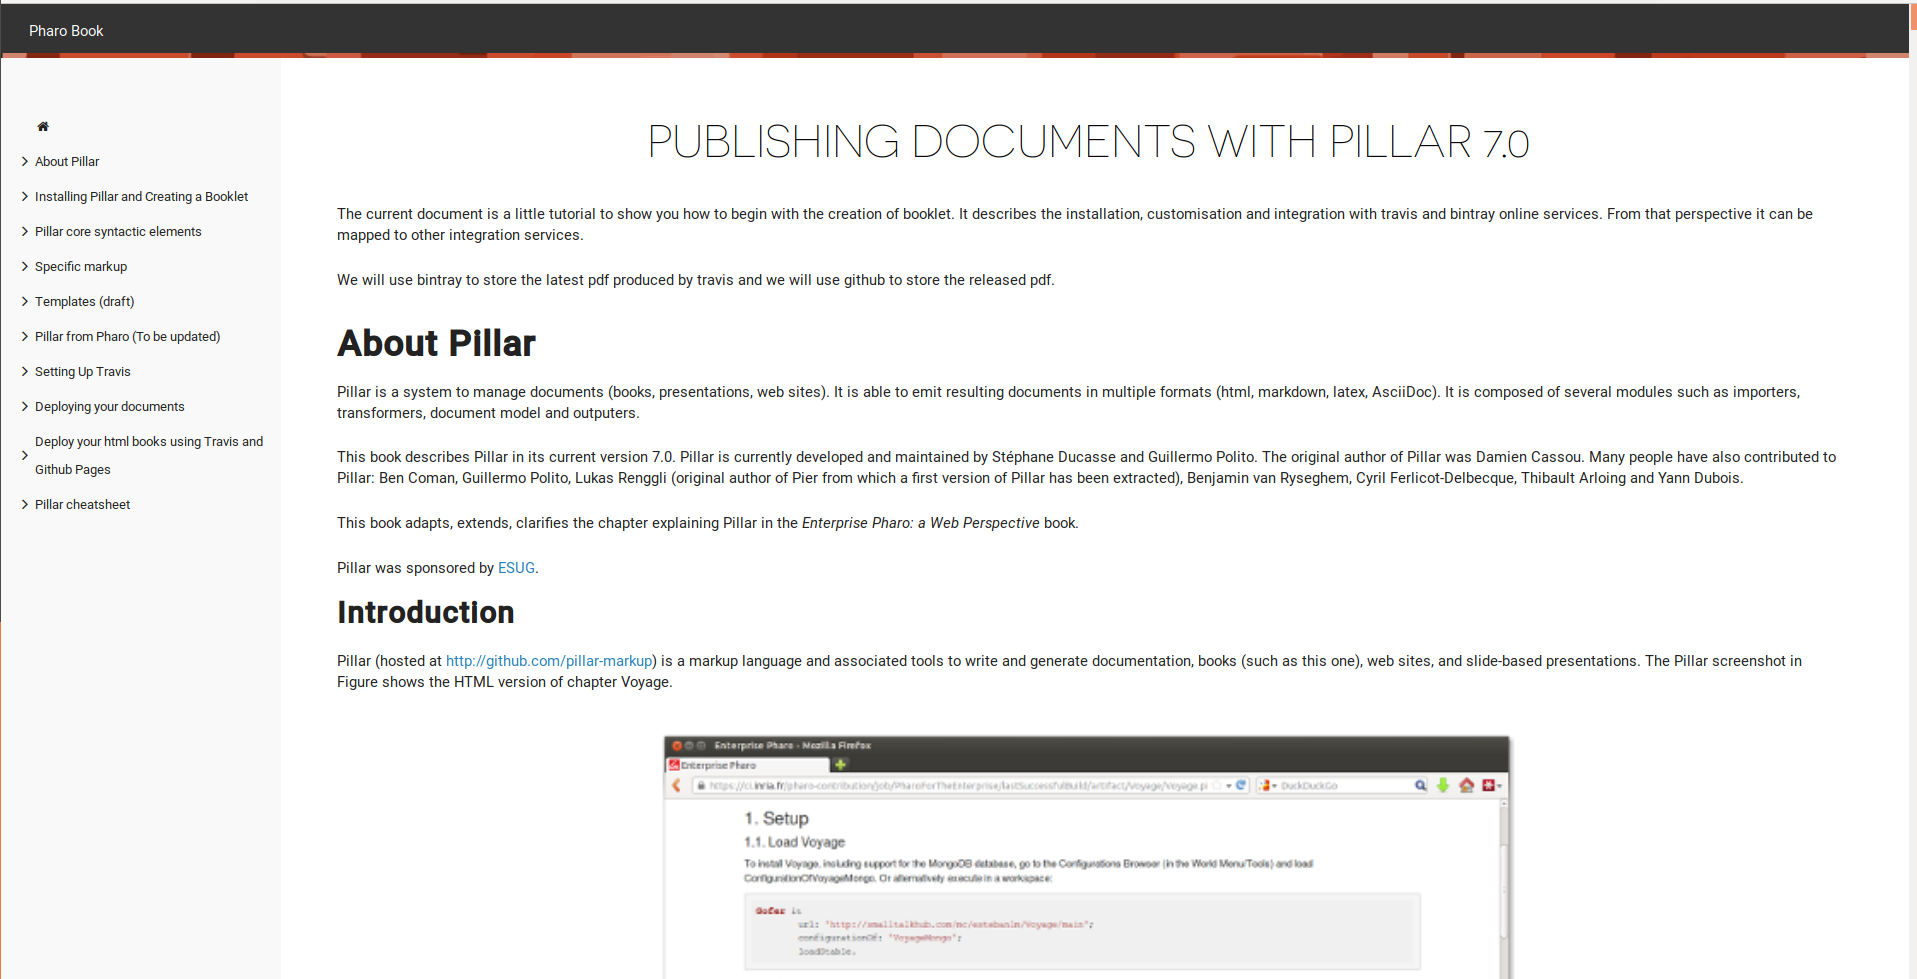 Pharo Book
About Pillar
Installing Pillar and Creating a Booklet
Pillar core syntactic elements
Specific markup
Templates (draft)
Pillar from Pharo (To be updated)
Setting Up Travis
Deploying your documents
Deploy your html books using Travis and
Github Pages
Pillar cheatsheet
PUBLISHING DOCUMENTS WITH PILLAR 7.0
The current document is a little tutorial to show you how to begin with the creation of booklet. It describes the installation, customisation and integration with travis and bintray online services. From that perspective it can be
mapped to other integration services.
We will use bintray to store the latest pdf produced by travis and we will use github to store the released pdf.
About Pillar
Pillar is a system to manage documents (books, presentations, web sites). It is able to emit resulting documents in multiple formats (html, markdown, latex, AsciiDoc). It is composed of several modules such as importers,
transformers, document model and outputers.
This book describes Pillar in its current version 7.0. Pillar is currently developed and maintained by Stéphane Ducasse and Guillermo Polito. The original author of Pillar was Damien Cassou. Many people have also contributed to
Pillar: Ben Coman, Guillermo Polito, Lukas Renggli (original author of Pier from which a first version of Pillar has been extracted), Benjamin van Ryseghem, Cyril Ferlicot-Delbecque, Thibault Arloing and Yann Dubois.
This book adapts, extends, clarifies the chapter explaining Pillar in the Enterprise Pharo: a Web Perspective book.
Pillar was sponsored by ESUG.
Introduction
Pillar (hosted at http://github.com/pillar-markup) is a markup language and associated tools to write and generate documentation, books (such as this one), web sites, and slide-based presentations. The Pillar screenshot in
Figure shows the HTML version of chapter Voyage.
Enterprise Pharo - Mozilla Firefox
Enterprise Pharo
https://ci.inria.fr/pharo-contribution/job/PharoForTheEnterprise/lastSuccessfulBuild/artifact/Voyage/Voyage.pi
DuckDuckGo
1. Setup
1.1. Load Voyage
To install Voyage, including support for the MongoDB database, go to the Configurations Browser (in the World Menu/Tools) and load
ConfigurationOfVoyageMongo. Or alternatively execute in a workspace:
Gofer it
url: 'http://smalltalkhub.com/mc/estebanlm/Voyage/main';
configurationOf: 'VoyageMongo';
loadStable.